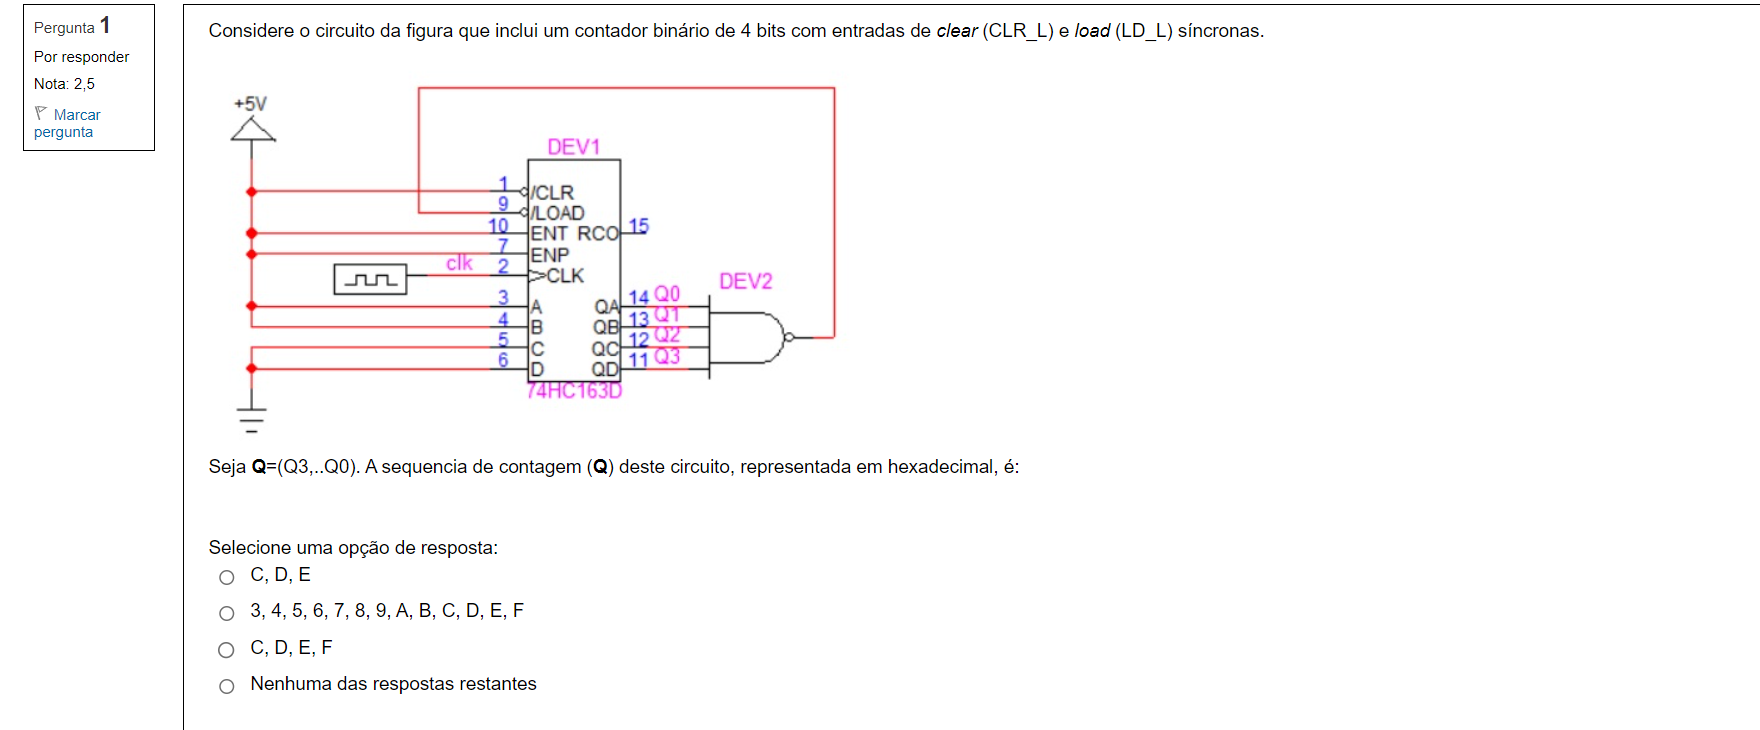 Pergunta 1
Por responder
Nota: 2,5
Marcar
pergunta
Considere o circuito da figura que inclui um contador binário de 4 bits com entradas de clear (CLR_L) e load (LD_L) síncronas.
+5V
DEV1
1 /CLR
9 /LOAD
10 ENT RCO 15
7 ENP
clk 2 CLK
DEV2
3 A QA 14 Q0
4 B QB 13 Q1
5 C QC 12 Q2
6 D QD 11 Q3
74HC163D
Seja Q=(Q3,..Q0). A sequencia de contagem (Q) deste circuito, representada em hexadecimal, é:
Selecione uma opção de resposta:
C, D, E
3, 4, 5, 6, 7, 8, 9, A, B, C, D, E, F
C, D, E, F
Nenhuma das respostas restantes